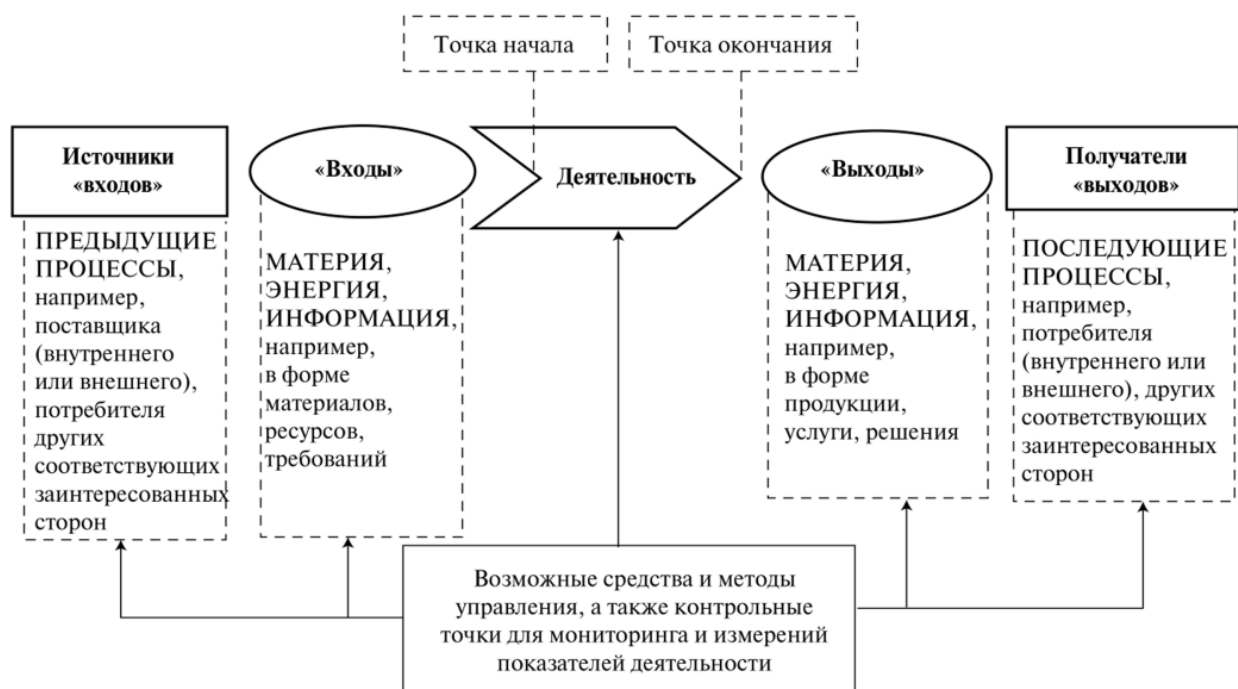 Точка начала
Точка окончания
Источники
«входов»
«Входы»
Деятельность
«Выходы»
Получатели
«выходов»
ПРЕДЫДУЩИЕ
ПРОЦЕССЫ,
например,
поставщика
(внутреннего
или внешнего),
потребителя
других
соответствующих
заинтересованных
сторон
МАТЕРИЯ,
ЭНЕРГИЯ,
ИНФОРМАЦИЯ,
например,
в форме
материалов,
ресурсов,
требований
МАТЕРИЯ,
ЭНЕРГИЯ,
ИНФОРМАЦИЯ,
например,
в форме
продукции,
услуги, решения
ПОСЛЕДУЮЩИЕ
ПРОЦЕССЫ,
например,
потребителя
(внутреннего или
внешнего), других
соответствующих
заинтересованных
сторон
Возможные средства и методы
управления, а также контрольные
точки для мониторинга и измерений
показателей деятельности